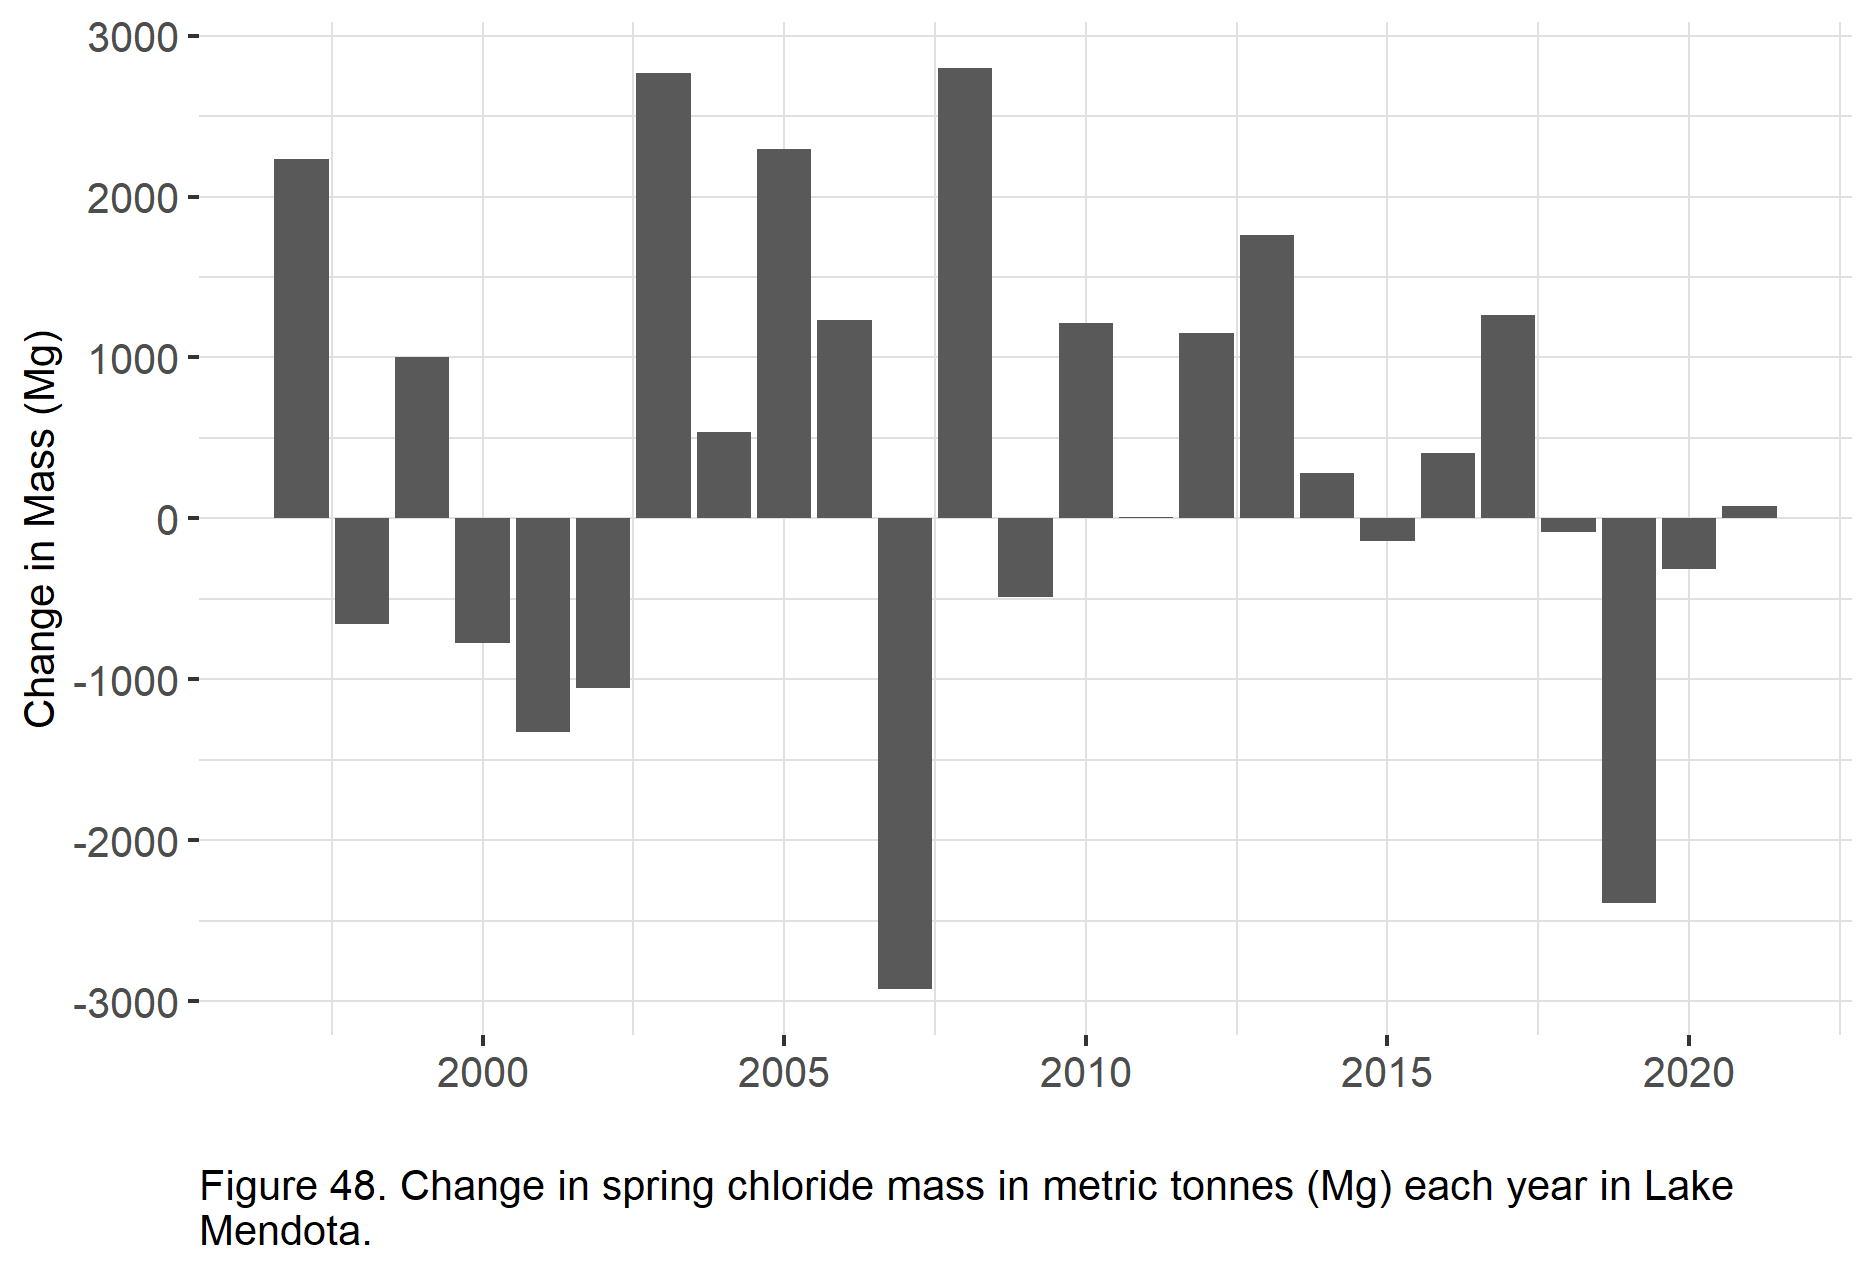 3000
2000
1000
0
-1000
-2000
-3000
Change in Mass (Mg)
2000 2005 2010 2015 2020
Figure 48. Change in spring chloride mass in metric tonnes (Mg) each year in Lake
Mendota.